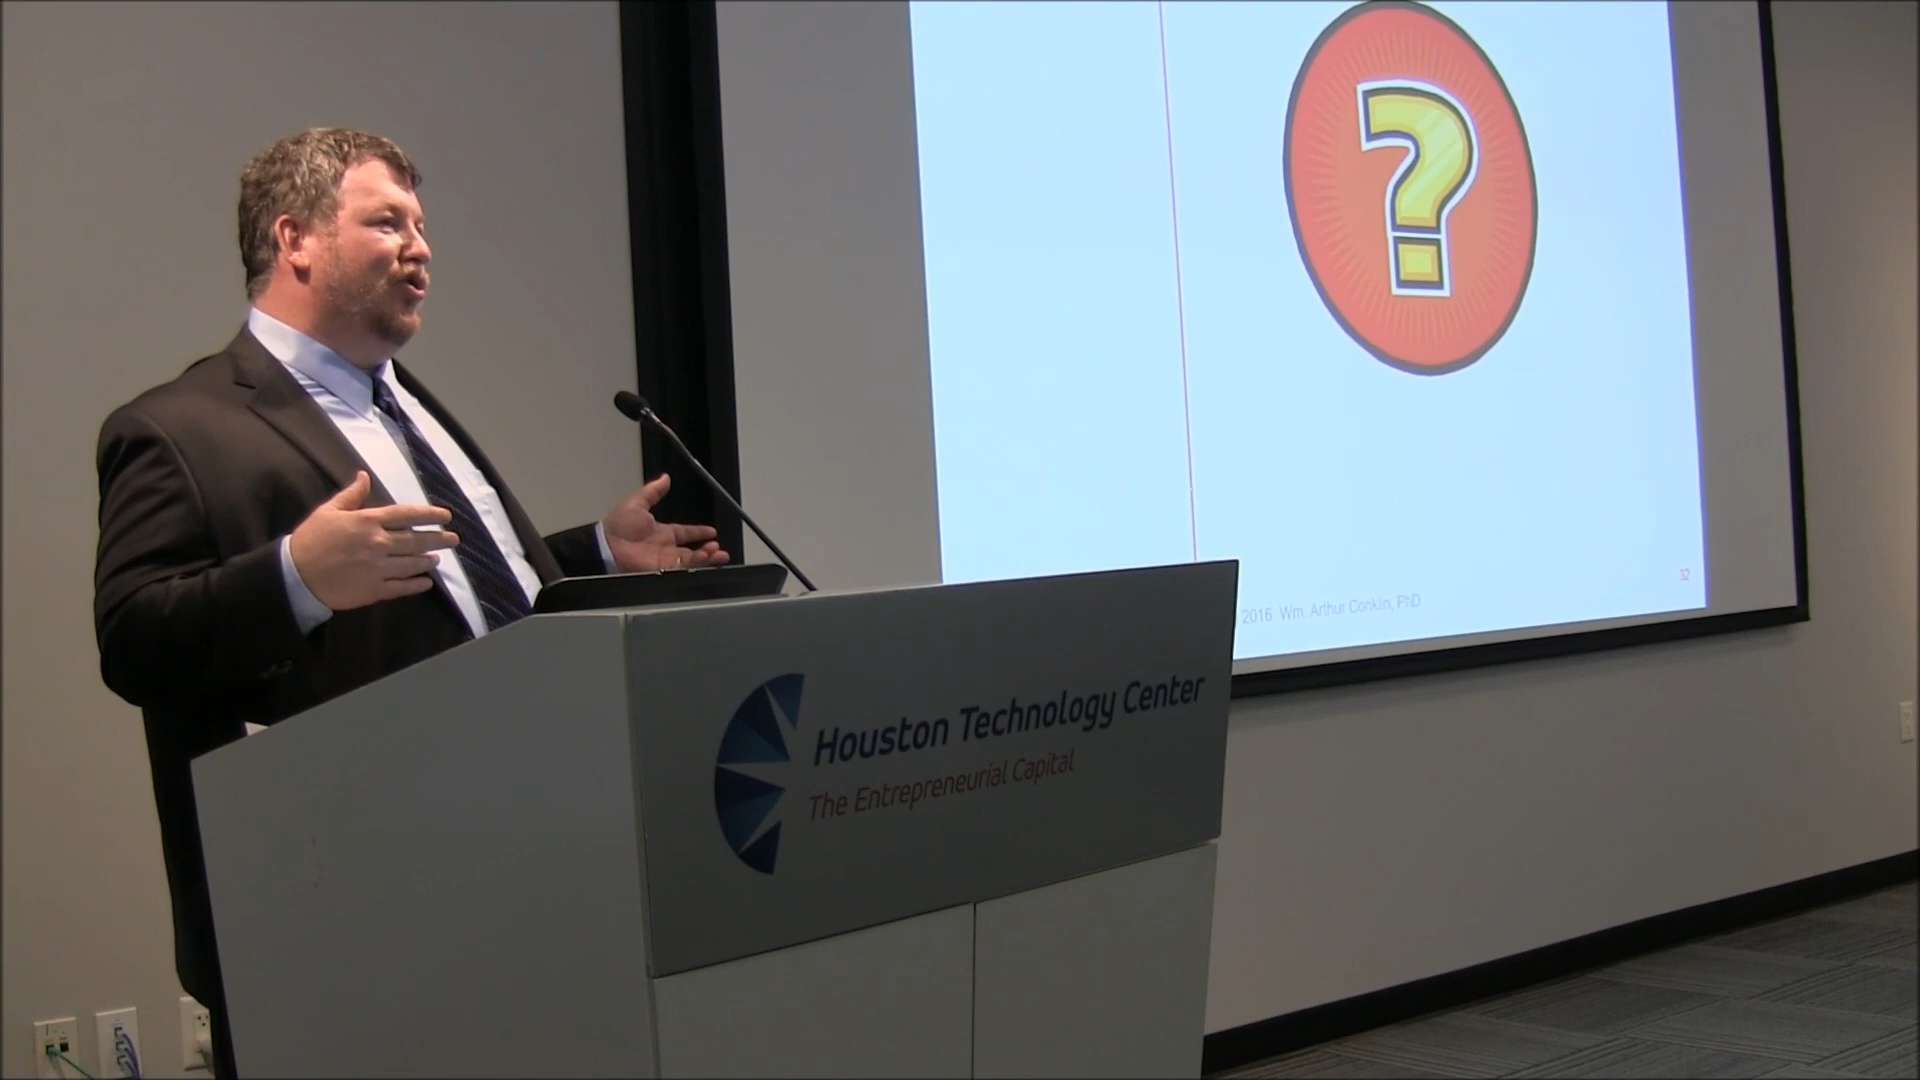 ?
32
2016 Wm. Arthur Conklin, PhD
Houston Technology Center
The Entrepreneurial Capital